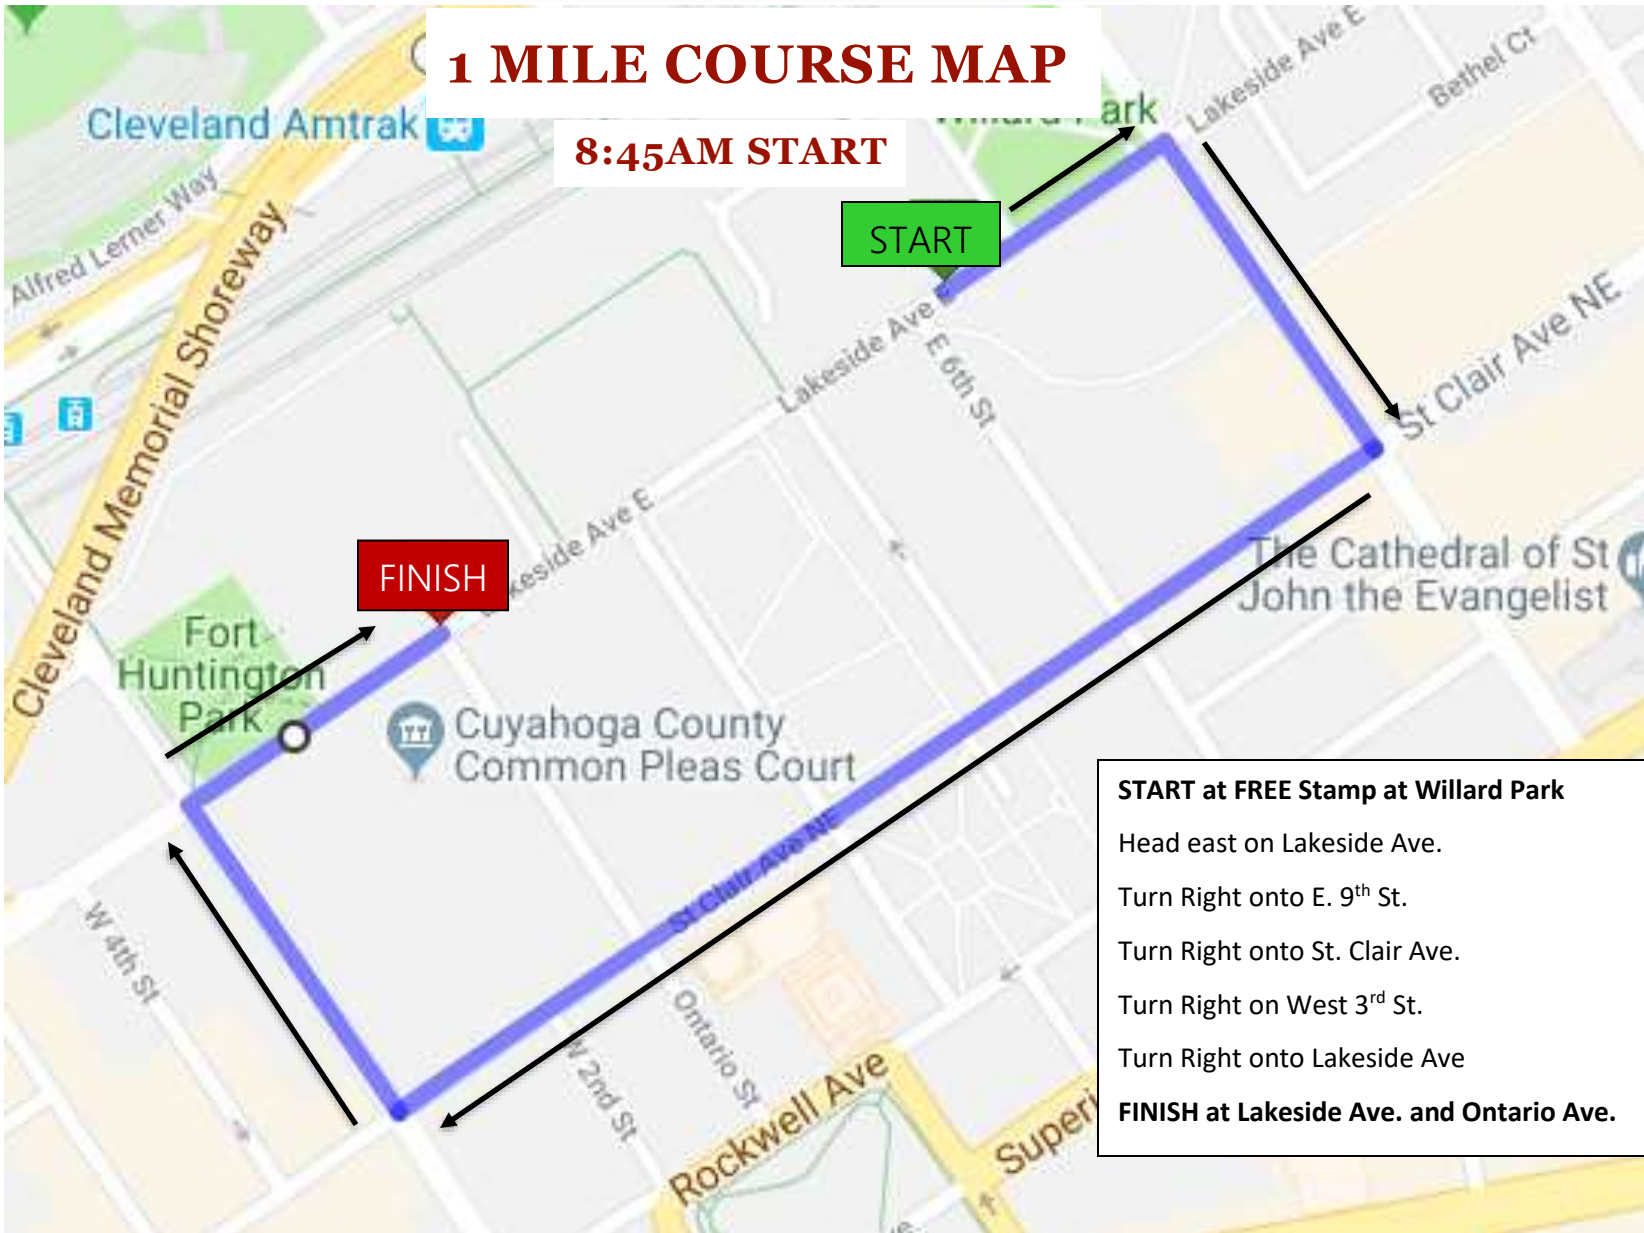 1 MILE COURSE MAP
8:45AM START
Cleveland Amtrak
ark
Lakeside Ave E
Bethel Ct
Alfred Lerner Way
Cleveland Memorial Shoreway
START
St Clair Ave NE
Lakeside Ave
E 6th St
Lakeside Ave E
FINISH
keside Ave E
The Cathedral of St
John the Evangelist
Fort
Huntington
Park
Cuyahoga County
Common Pleas Court
St Clair Ave NE
W 4th St
Ontario St
W 2nd St
Rockwell Ave
Superi
START at FREE Stamp at Willard Park
Head east on Lakeside Ave.
Turn Right onto E. 9th St.
Turn Right onto St. Clair Ave.
Turn Right on West 3rd St.
Turn Right onto Lakeside Ave
FINISH at Lakeside Ave. and Ontario Ave.